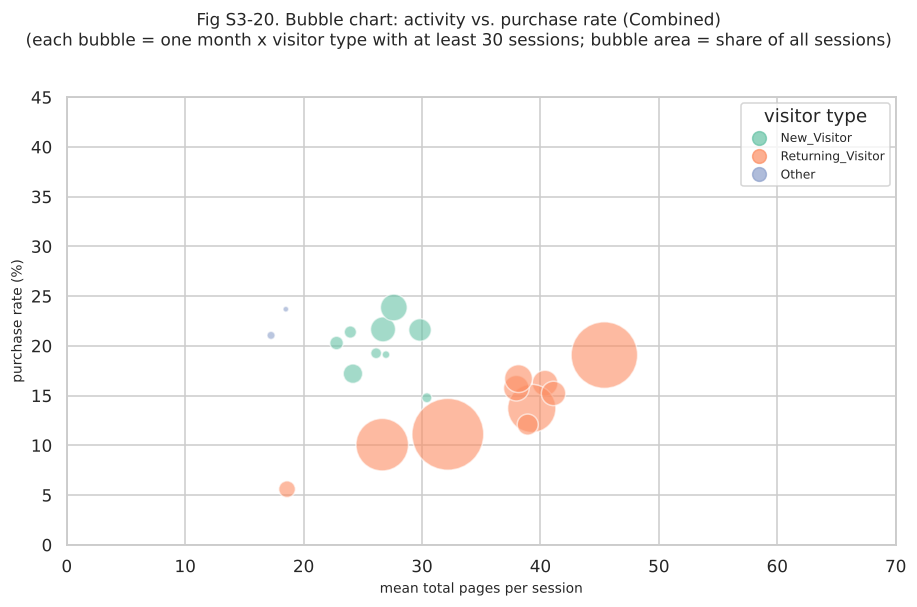 Fig S3-20. Bubble chart: activity vs. purchase rate (Combined)
(each bubble = one month x visitor type with at least 30 sessions; bubble area = share of all sessions)
visitor type
New_Visitor
Returning_Visitor
Other
purchase rate (%)
45
40
35
30
25
20
15
10
5
0
0 10 20 30 40 50 60 70
mean total pages per session